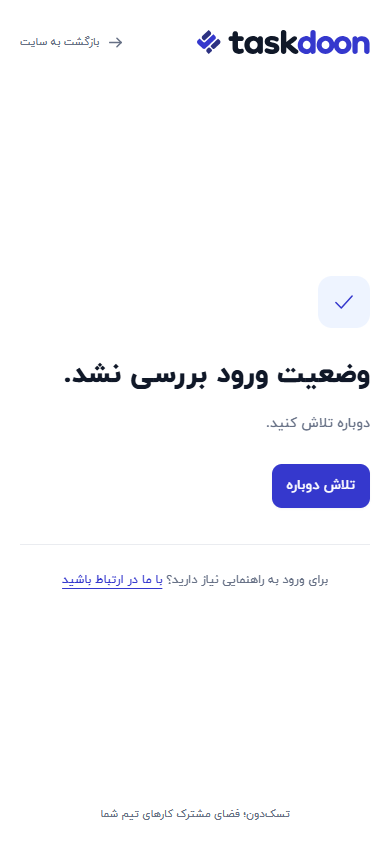 taskdoon
بازگشت به سایت
وضعیت ورود بررسی نشد.
دوباره تلاش کنید.
تلاش دوباره
برای ورود به راهنمایی نیاز دارید؟ با ما در ارتباط باشید
تسک‌دون؛ فضای مشترک کارهای تیم شما